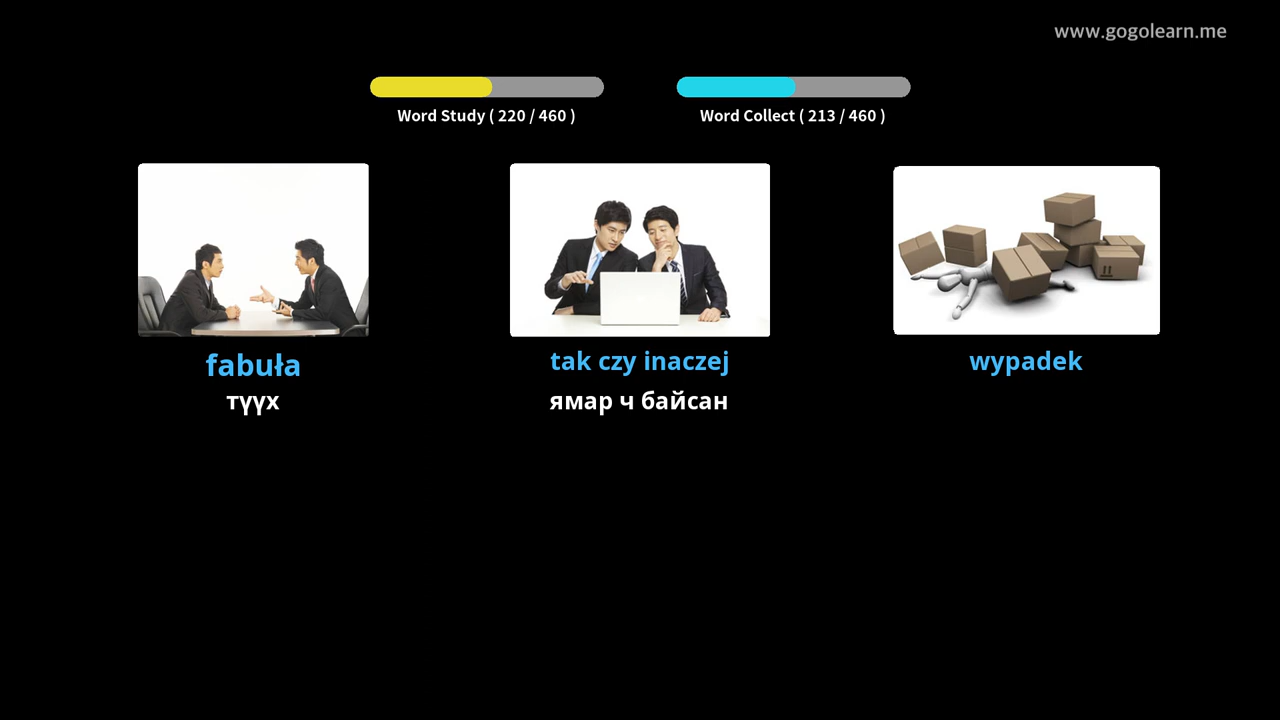 www.gogolearn.me
Word Study ( 220 / 460 )
Word Collect ( 213 / 460 )
fabuła
түүх
tak czy inaczej
ямар ч байсан
wypadek